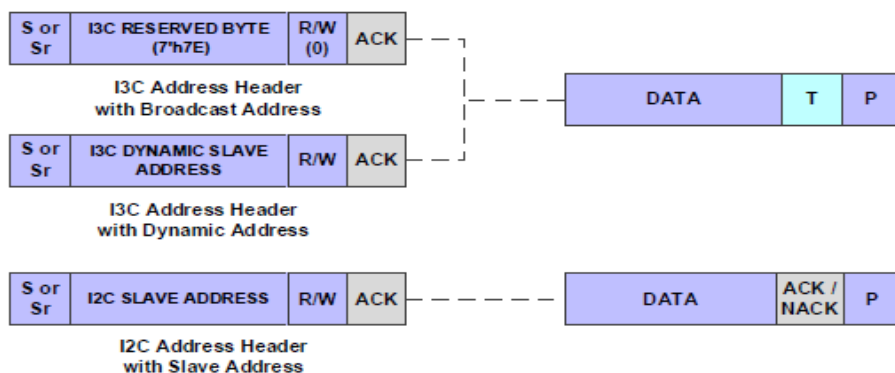 S or
Sr
I3C RESERVED BYTE
(7'h7E)
R/W
(0)
ACK
I3C Address Header
with Broadcast Address
DATA
T
P
S or
Sr
I3C DYNAMIC SLAVE
ADDRESS
R/W
ACK
I3C Address Header
with Dynamic Address
S or
Sr
I2C SLAVE ADDRESS
R/W
ACK
DATA
ACK /
NACK
P
I2C Address Header
with Slave Address